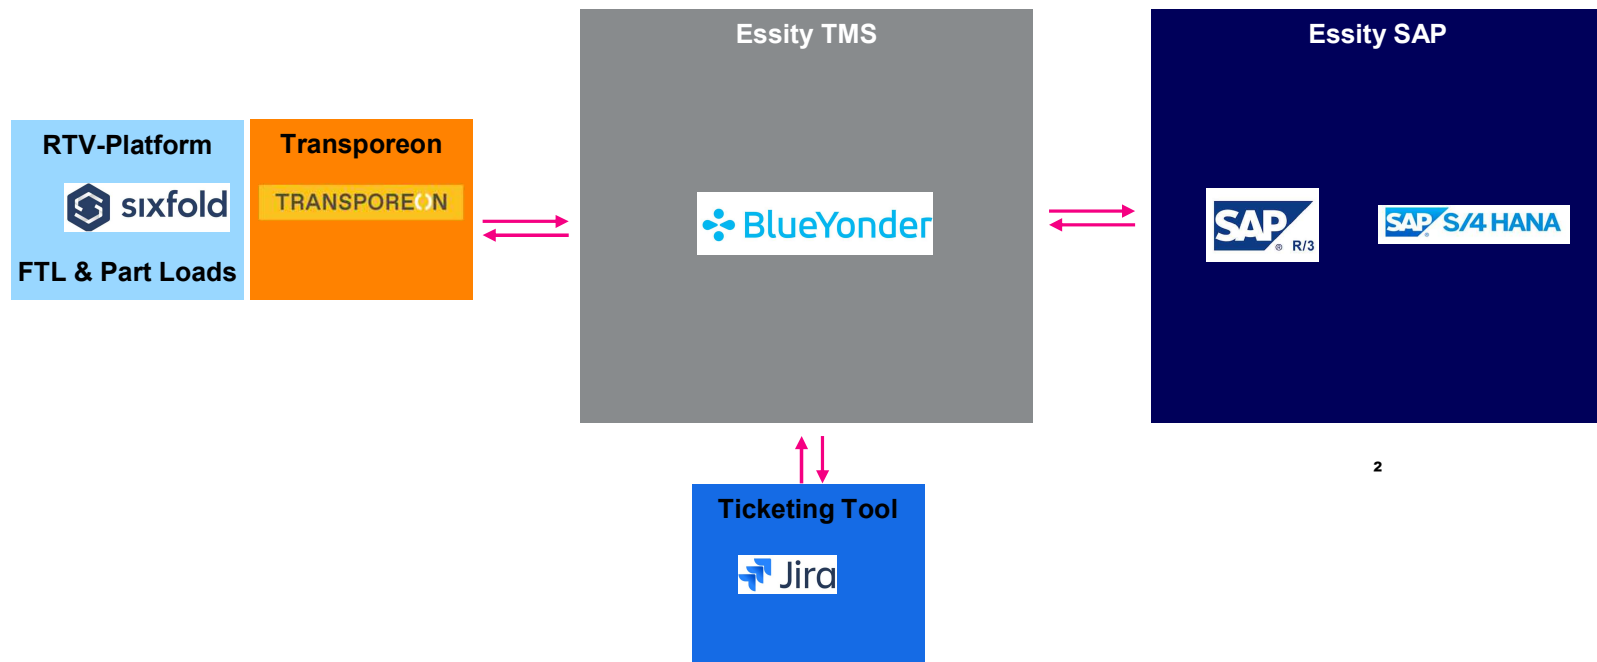 Essity TMS
Essity SAP
RTV-Platform
Transporeon
sixfold
TRANSPOREON
FTL & Part Loads
BlueYonder
SAP
® R/3
SAP® S/4 HANA
2
Ticketing Tool
Jira